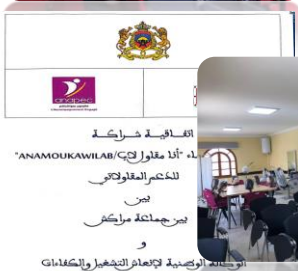 anapec
اتفاقية شراكة
"ANAMOUKAWILAB/أنا مقاول لاب"
للدعم المقاولاتي
بين
بين جماعة مراكش
و
الوكالة الوطنية لإنعاش التشغيل والكفاءات